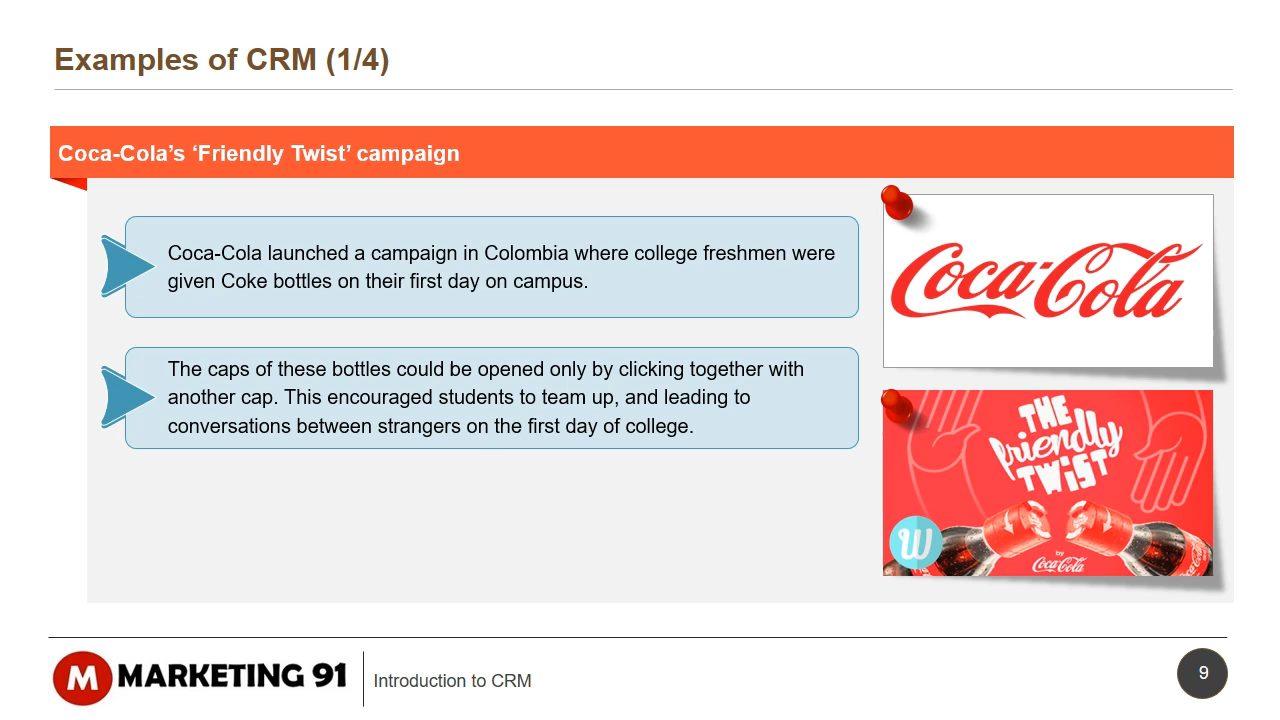 Examples of CRM (1/4)
Coca-Cola’s ‘Friendly Twist’ campaign
Coca-Cola launched a campaign in Colombia where college freshmen were
given Coke bottles on their first day on campus.
The caps of these bottles could be opened only by clicking together with
another cap. This encouraged students to team up, and leading to
conversations between strangers on the first day of college.
Coca-Cola
THE
friendly
TWIST
W
by
Coca-Cola
Coca-Cola
M MARKETING 91
Introduction to CRM
9